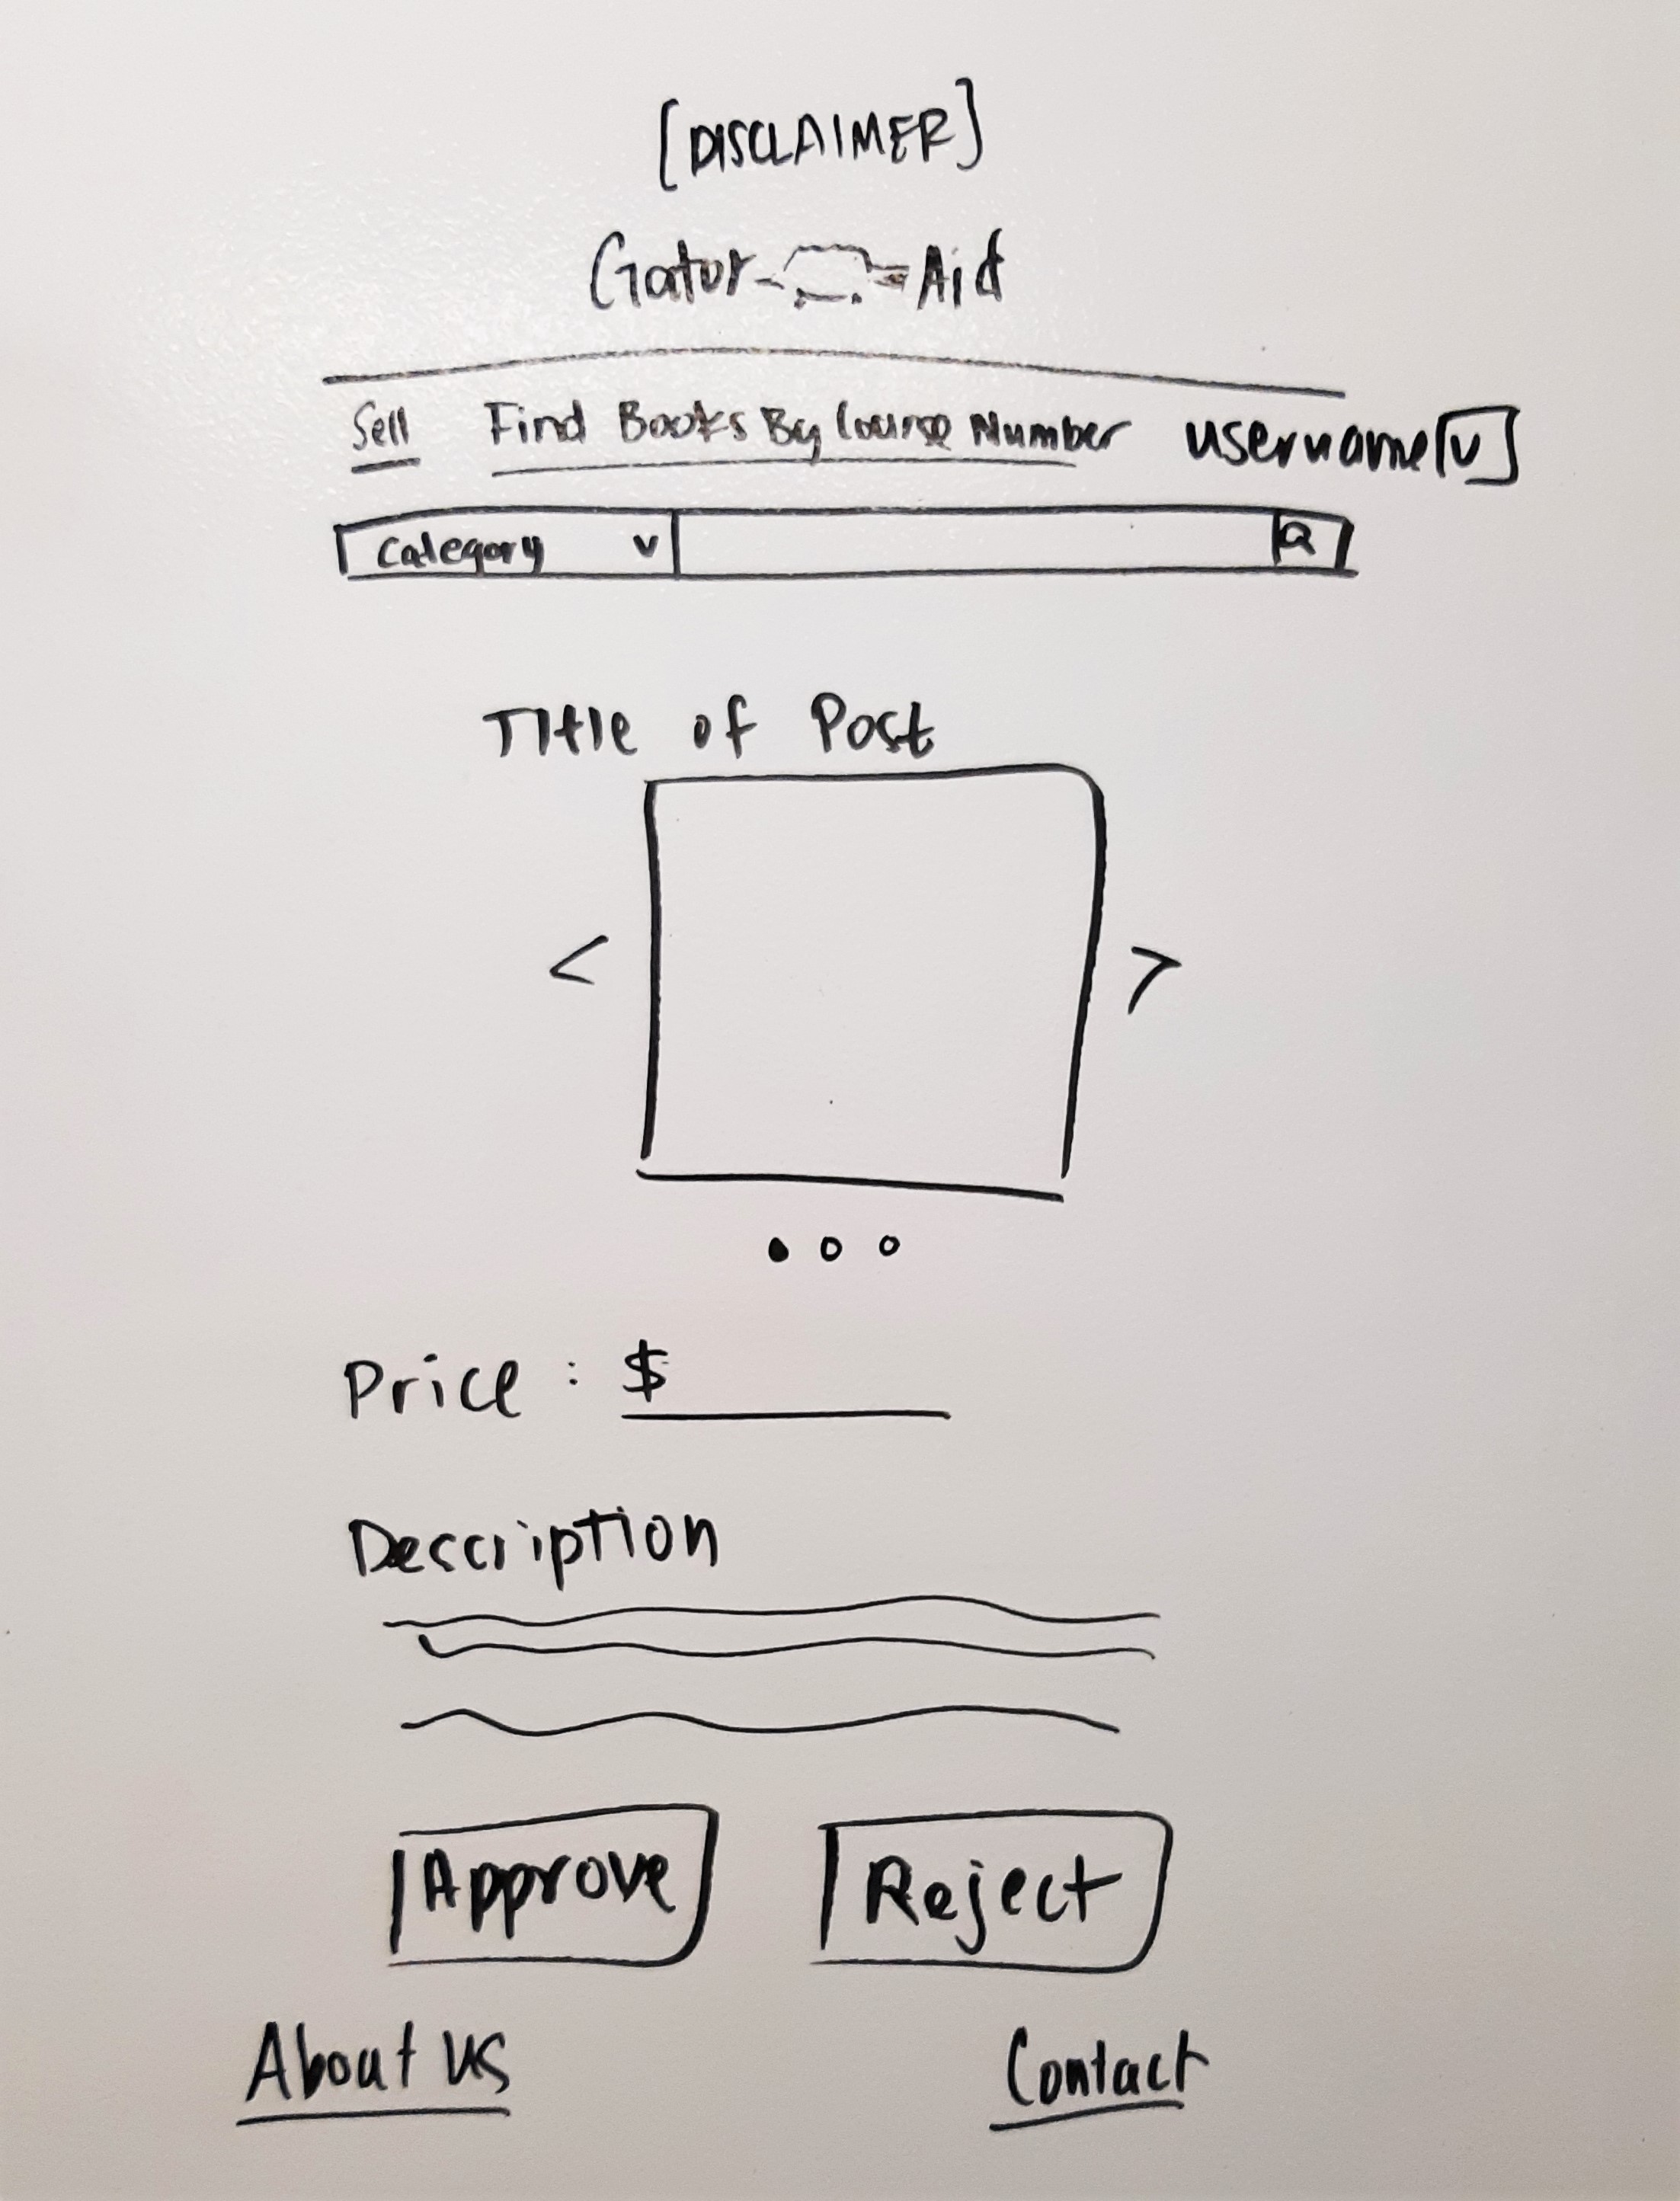 [DISCLAIMER]
Gator Aid
Sell Find Books By Course Number username [v]
Category v
Title of Post
< >
Price : $
Description
Approve Reject
About Us Contact